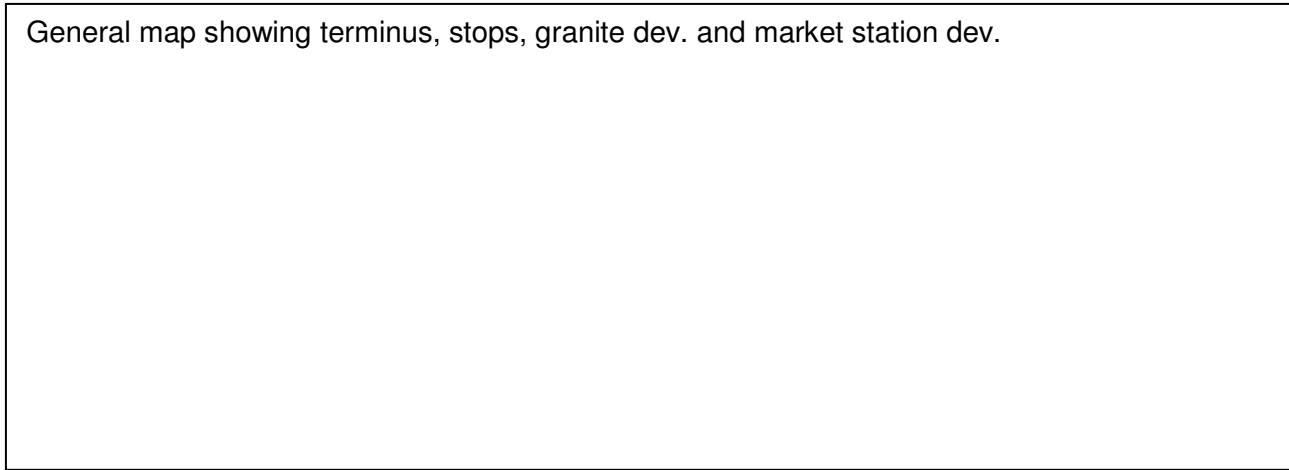 General map showing terminus, stops, granite dev. and market station dev.